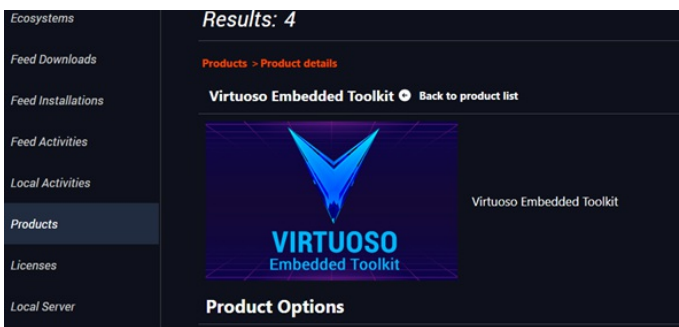 Ecosystems
Feed Downloads
Feed Installations
Feed Activities
Local Activities
Products
Licenses
Local Server
Results: 4
Products > Product details
Virtuoso Embedded Toolkit Back to product list
VIRTUOSO
Embedded Toolkit
Virtuoso Embedded Toolkit
Product Options